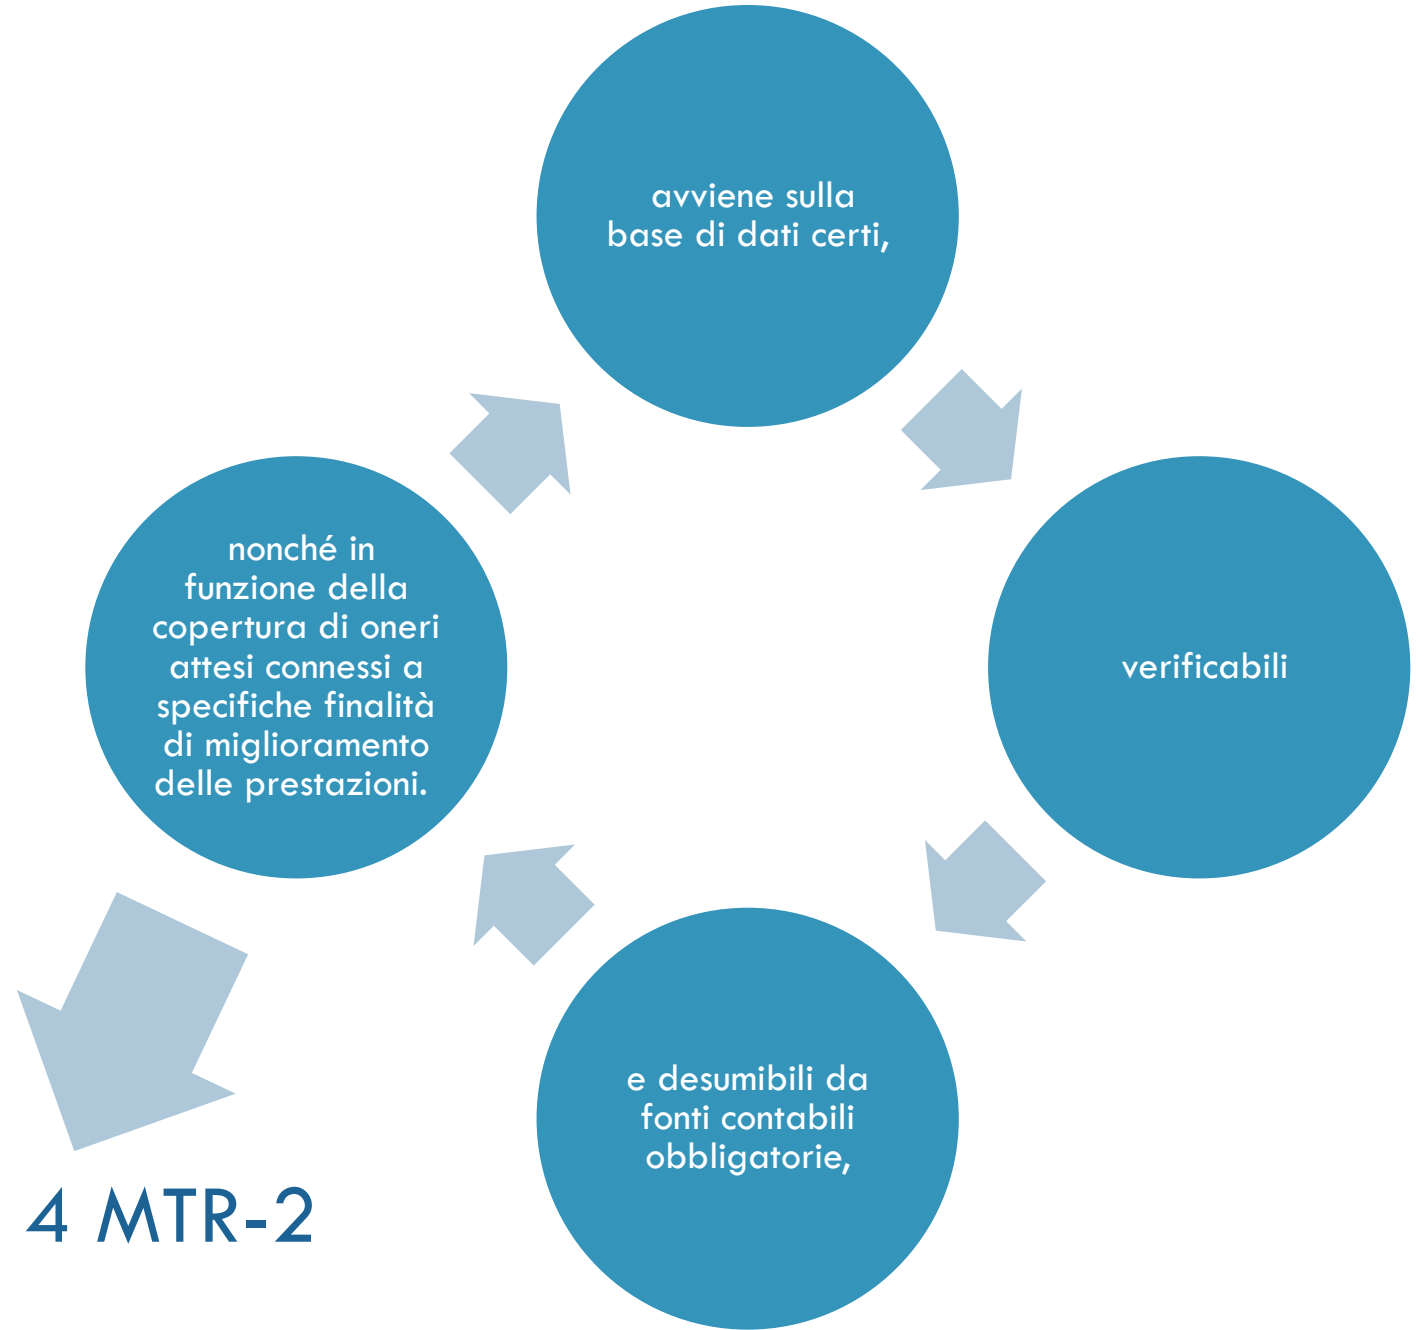 avviene sulla
base di dati certi,
verificabili
e desumibili da
fonti contabili
obbligatorie,
nonché in
funzione della
copertura di oneri
attesi connessi a
specifiche finalità
di miglioramento
delle prestazioni.
4 MTR-2